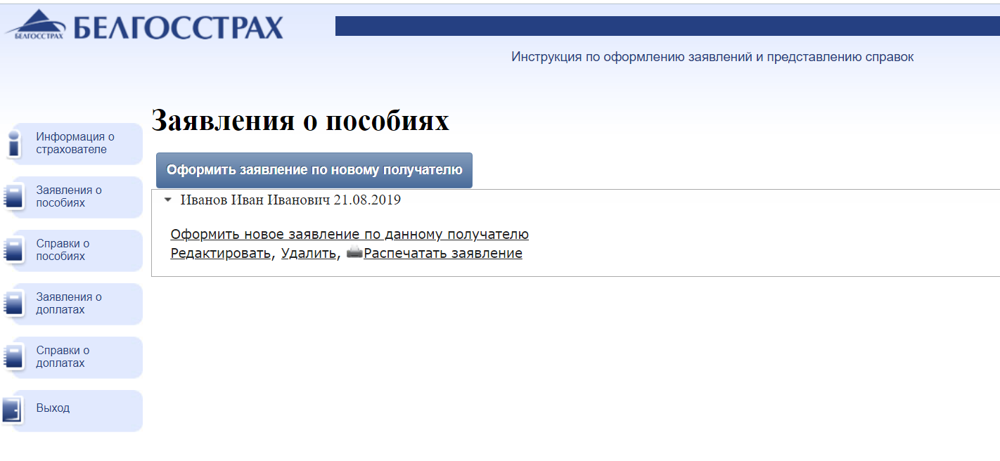 БЕЛГОССТРАХ БЕЛГОССТРАХ
Инструкция по оформлению заявлений и представлению справок
Заявления о пособиях
Информация о
страхователе
Заявления о
пособиях
Справки о
пособиях
Заявления о
доплатах
Справки о
доплатах
Выход
Оформить заявление по новому получателю
Иванов Иван Иванович 21.08.2019
Оформить новое заявление по данному получателю
Редактировать, Удалить, Распечатать заявление